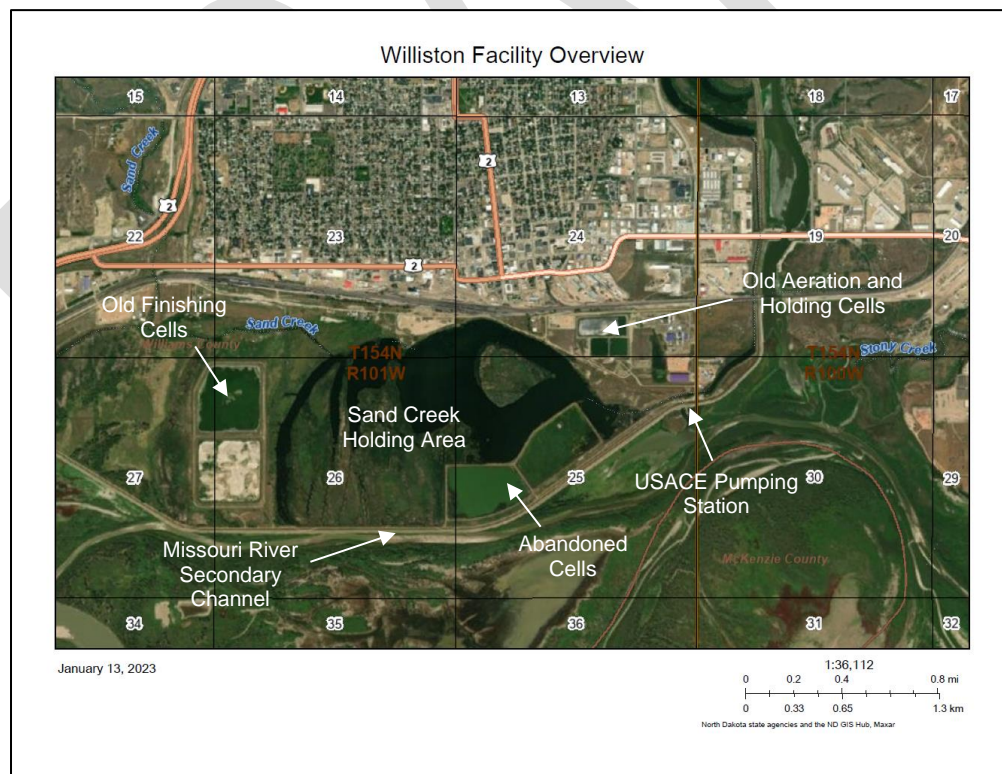 Williston Facility Overview
15
14
13
18
17
Sand Creek
2
2
22
23
24
19
20
2
Old Aeration and
Holding Cells
Old Finishing
Cells
Sand Creek
Williams County
T154N
R101W
T154N
R100W
Stony Creek
Sand Creek
Holding Area
27
26
25
30
29
USACE Pumping
Station
Missouri River
Secondary
Channel
Abandoned
Cells
McKenzie County
34
35
36
31
32
January 13, 2023
1:36,112
0 0.2 0.4 0.8 mi
0 0.33 0.65 1.3 km
North Dakota state agencies and the ND GIS Hub, Maxar